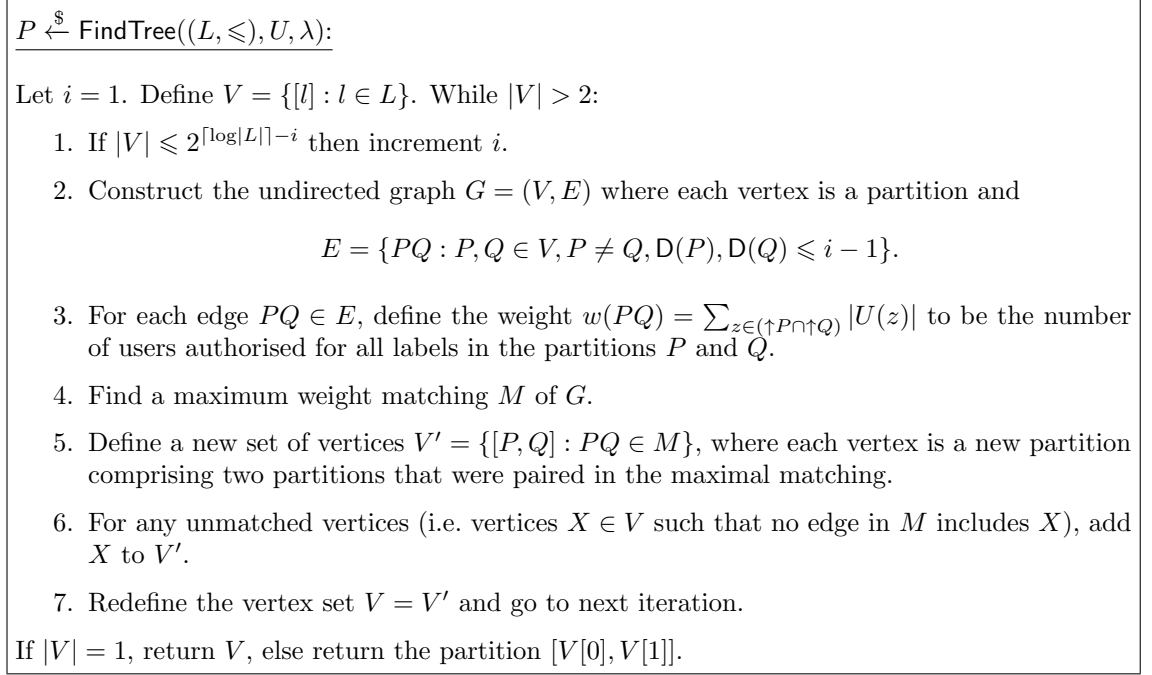 P ←$ FindTree((L, ⩽), U, λ):
Let i = 1. Define V = {[l] : l ∈ L}. While |V| > 2:
1. If |V| ⩽ 2^{⌈log|L|⌉−i} then increment i.
2. Construct the undirected graph G = (V, E) where each vertex is a partition and
E = {PQ : P, Q ∈ V, P ≠ Q, D(P), D(Q) ⩽ i − 1}.
3. For each edge PQ ∈ E, define the weight w(PQ) = ∑_{z∈(↑P∩↑Q)} |U(z)| to be the number
of users authorised for all labels in the partitions P and Q.
4. Find a maximum weight matching M of G.
5. Define a new set of vertices V′ = {[P, Q] : PQ ∈ M}, where each vertex is a new partition
comprising two partitions that were paired in the maximal matching.
6. For any unmatched vertices (i.e. vertices X ∈ V such that no edge in M includes X), add
X to V′.
7. Redefine the vertex set V = V′ and go to next iteration.
If |V| = 1, return V, else return the partition [V[0], V[1]].